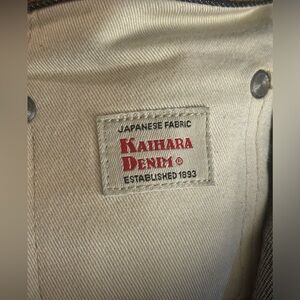 JAPANESE FABRIC
KAIHARA
DENIM®
ESTABLISHED 1893